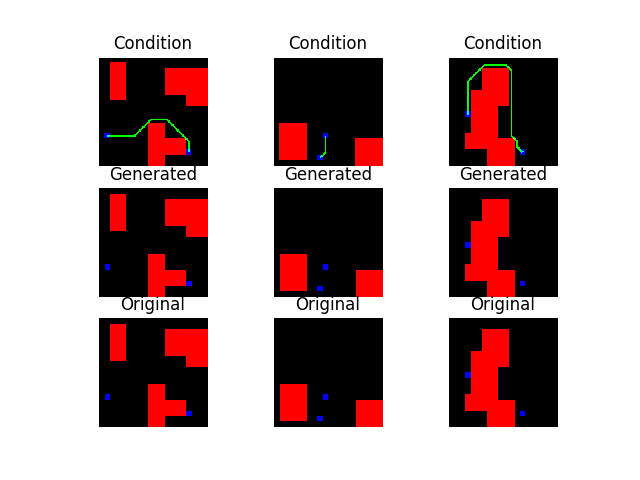 Condition
Condition
Condition
Generated
Generated
Generated
Original
Original
Original